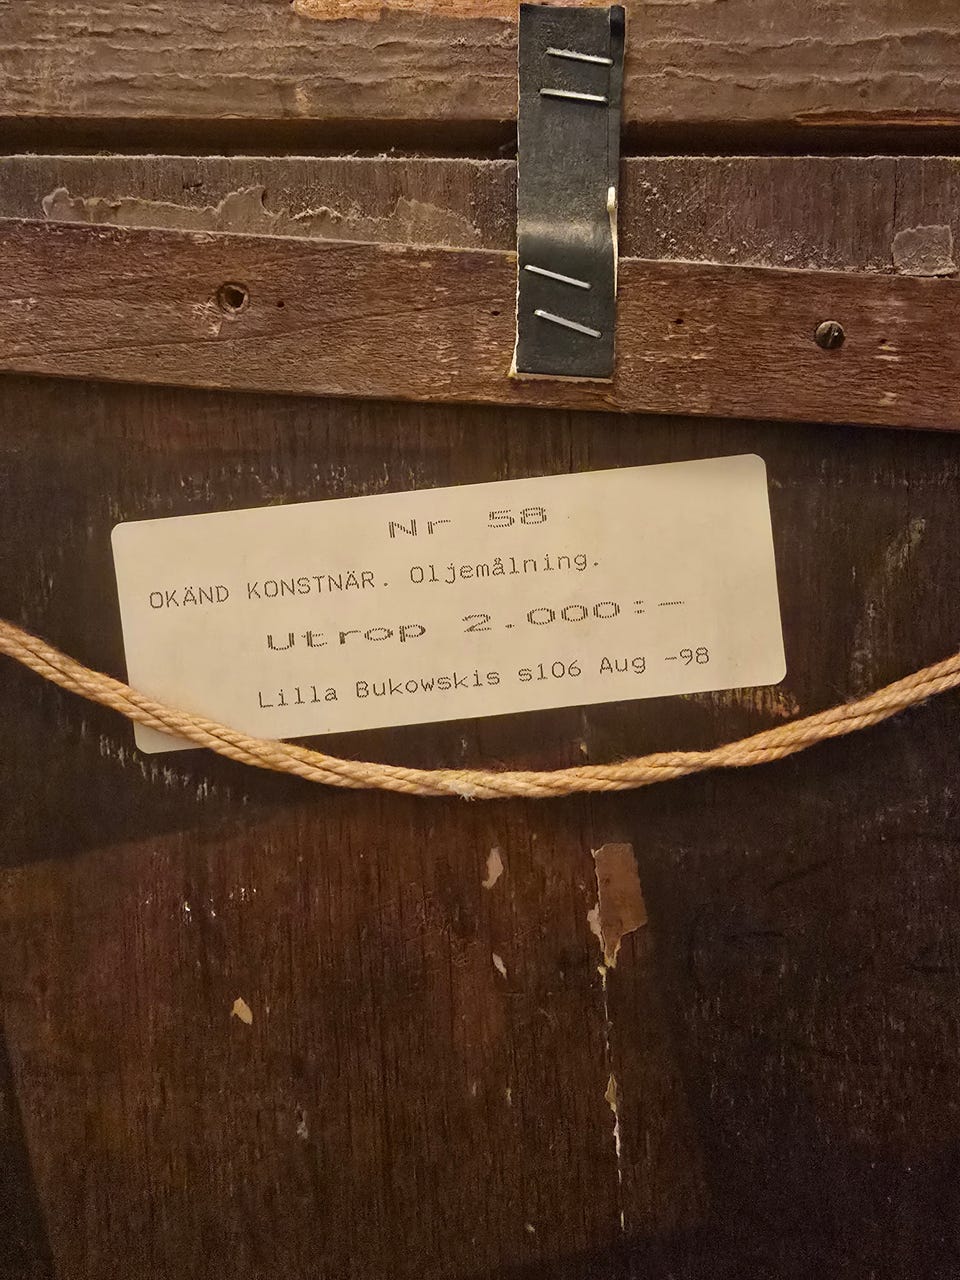 Nr 58
OKÄND KONSTNÄR. Oljemålning.
Utrop 2.000:-
Lilla Bukowskis s106 Aug -98